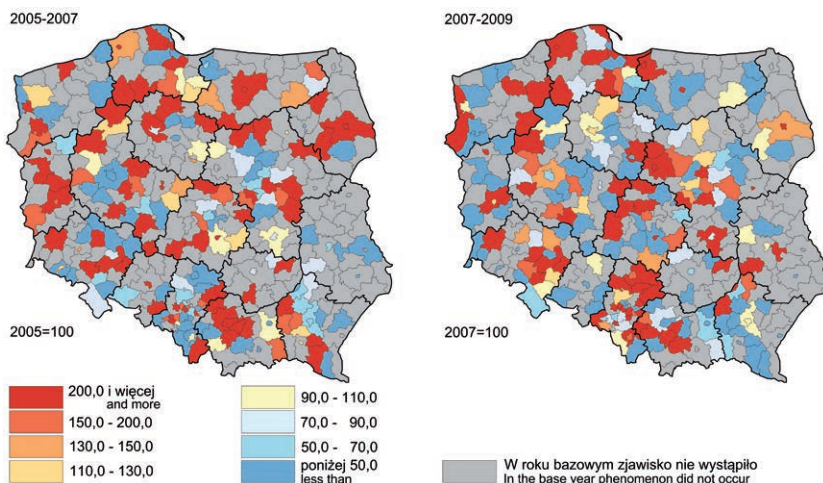 2005-2007
2007-2009
2005=100
2007=100
200,0 i więcej
and more
150,0 - 200,0
130,0 - 150,0
110,0 - 130,0
90,0 - 110,0
70,0 - 90,0
50,0 - 70,0
poniżej 50,0
less than
W roku bazowym zjawisko nie wystąpiło
In the base year phenomenon did not occur